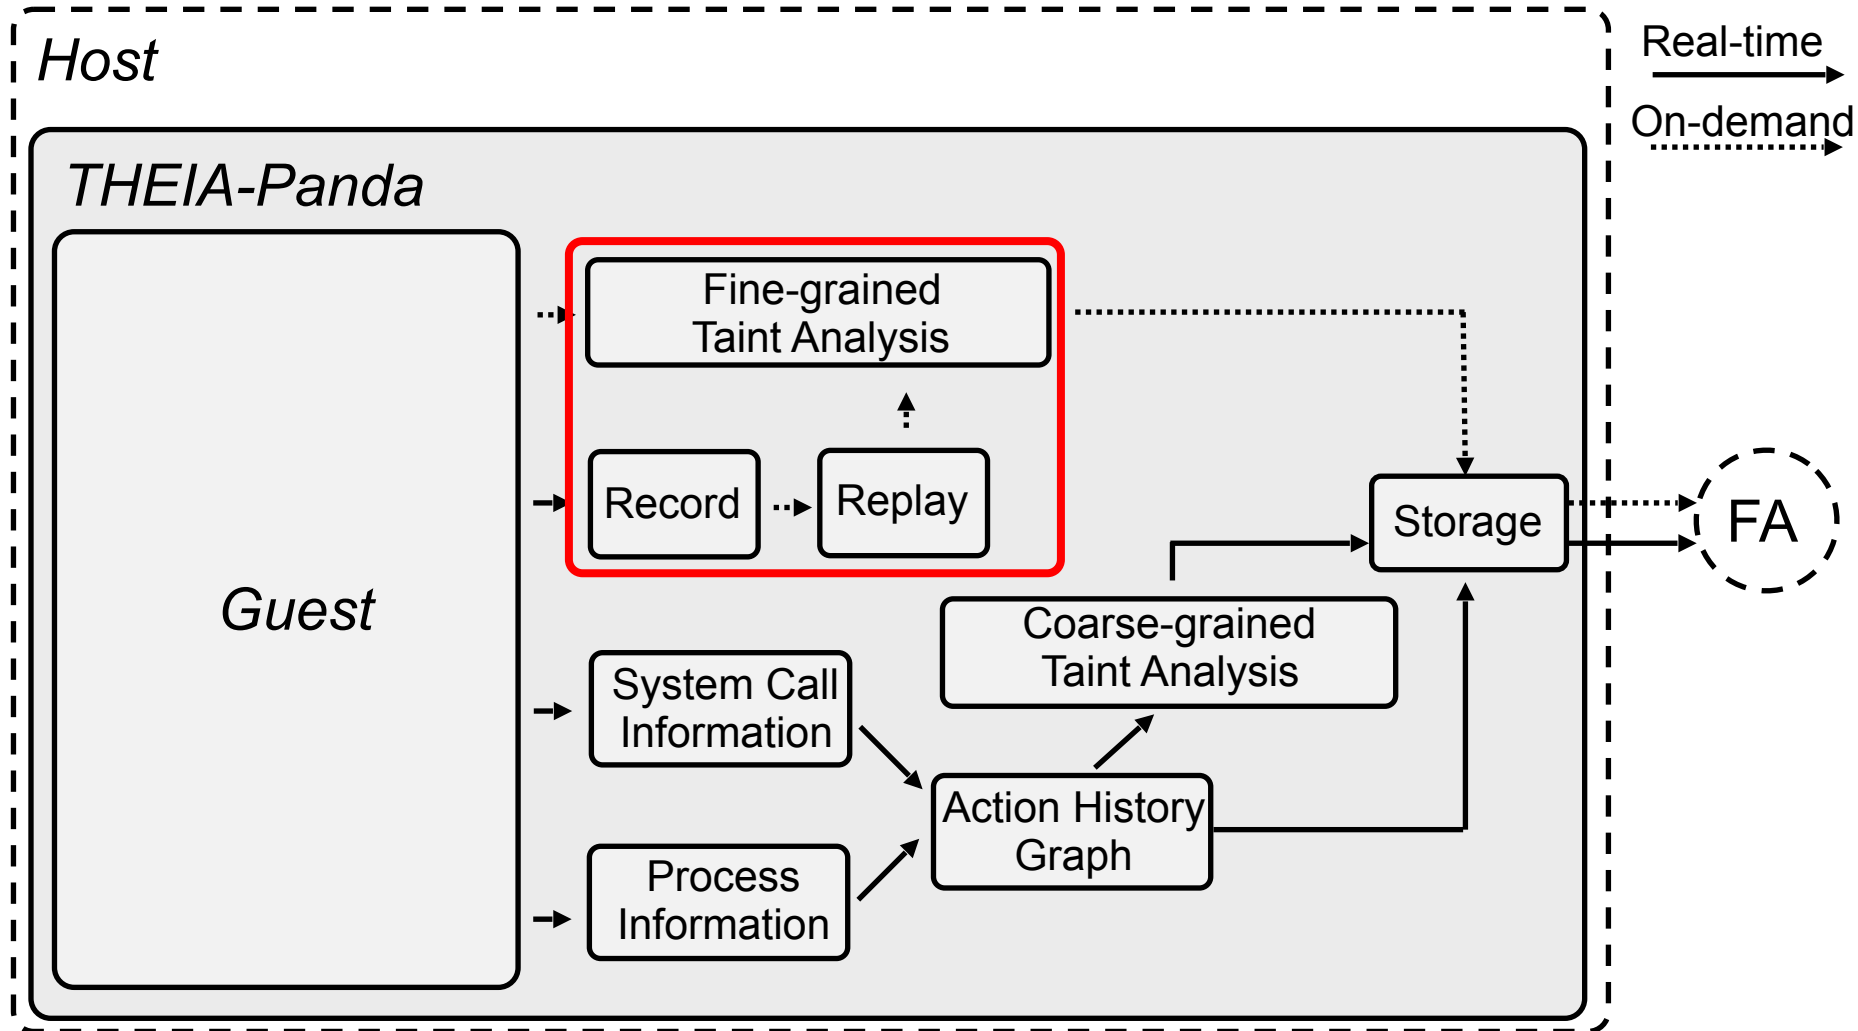 Host
Real-time
On-demand
THEIA-Panda
Guest
Fine-grained
Taint Analysis
Record
Replay
Storage
FA
Coarse-grained
Taint Analysis
System Call
Information
Action History
Graph
Process
Information